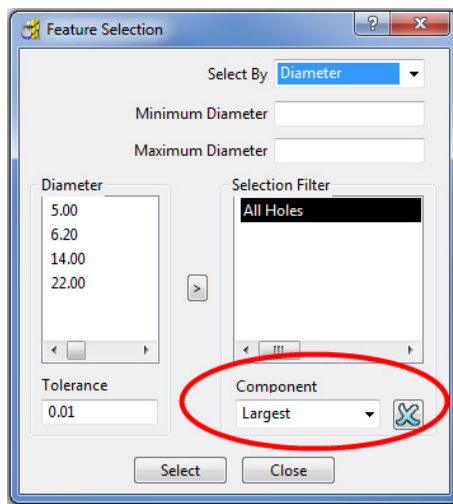 Feature Selection
Select By Diameter
Minimum Diameter
Maximum Diameter
Diameter
5.00
6.20
14.00
22.00
>
Selection Filter
All Holes
Tolerance
0.01
Component
Largest
Select
Close